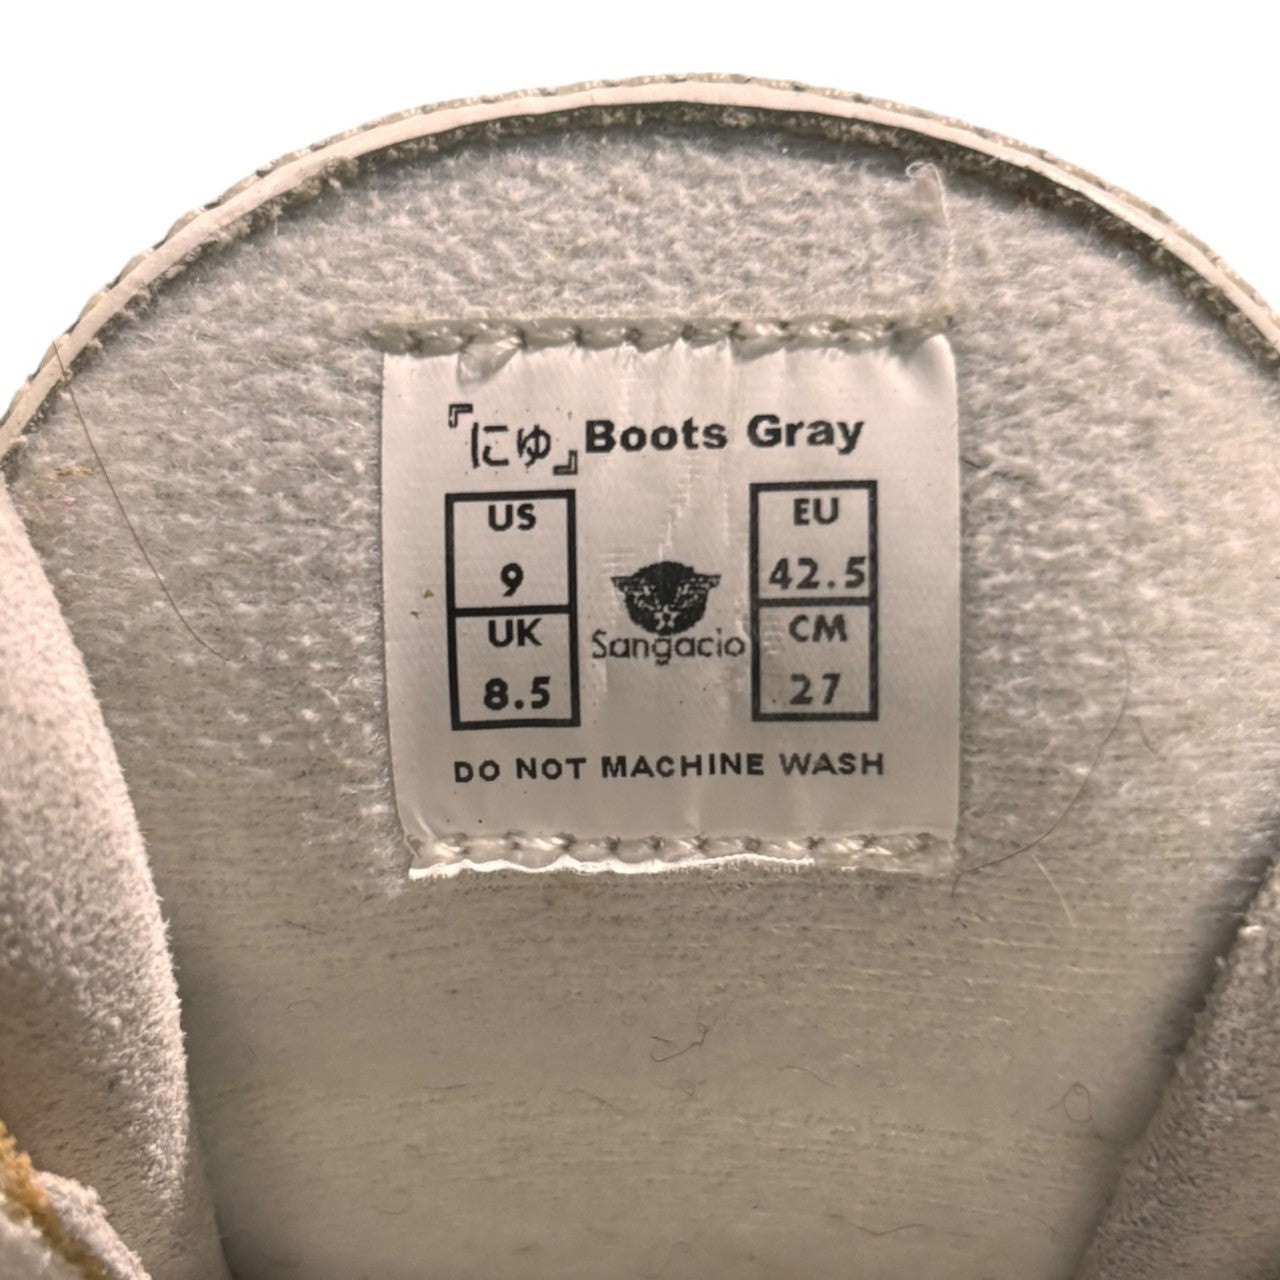 『にゅ』Boots Gray
US
9
UK
8.5
Sangacio
EU
42.5
CM
27
DO NOT MACHINE WASH